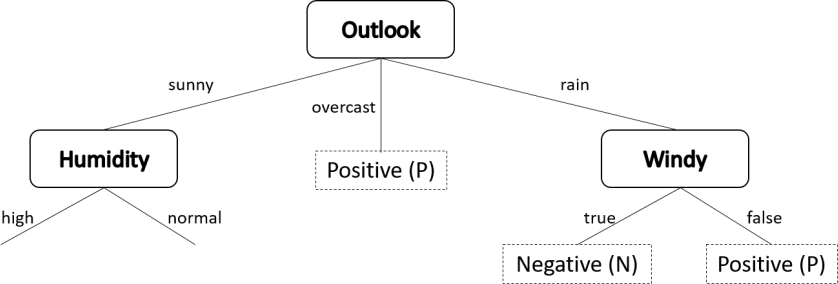 Outlook
sunny
overcast
rain
Humidity
Positive (P)
Windy
high
normal
true
false
Negative (N)
Positive (P)